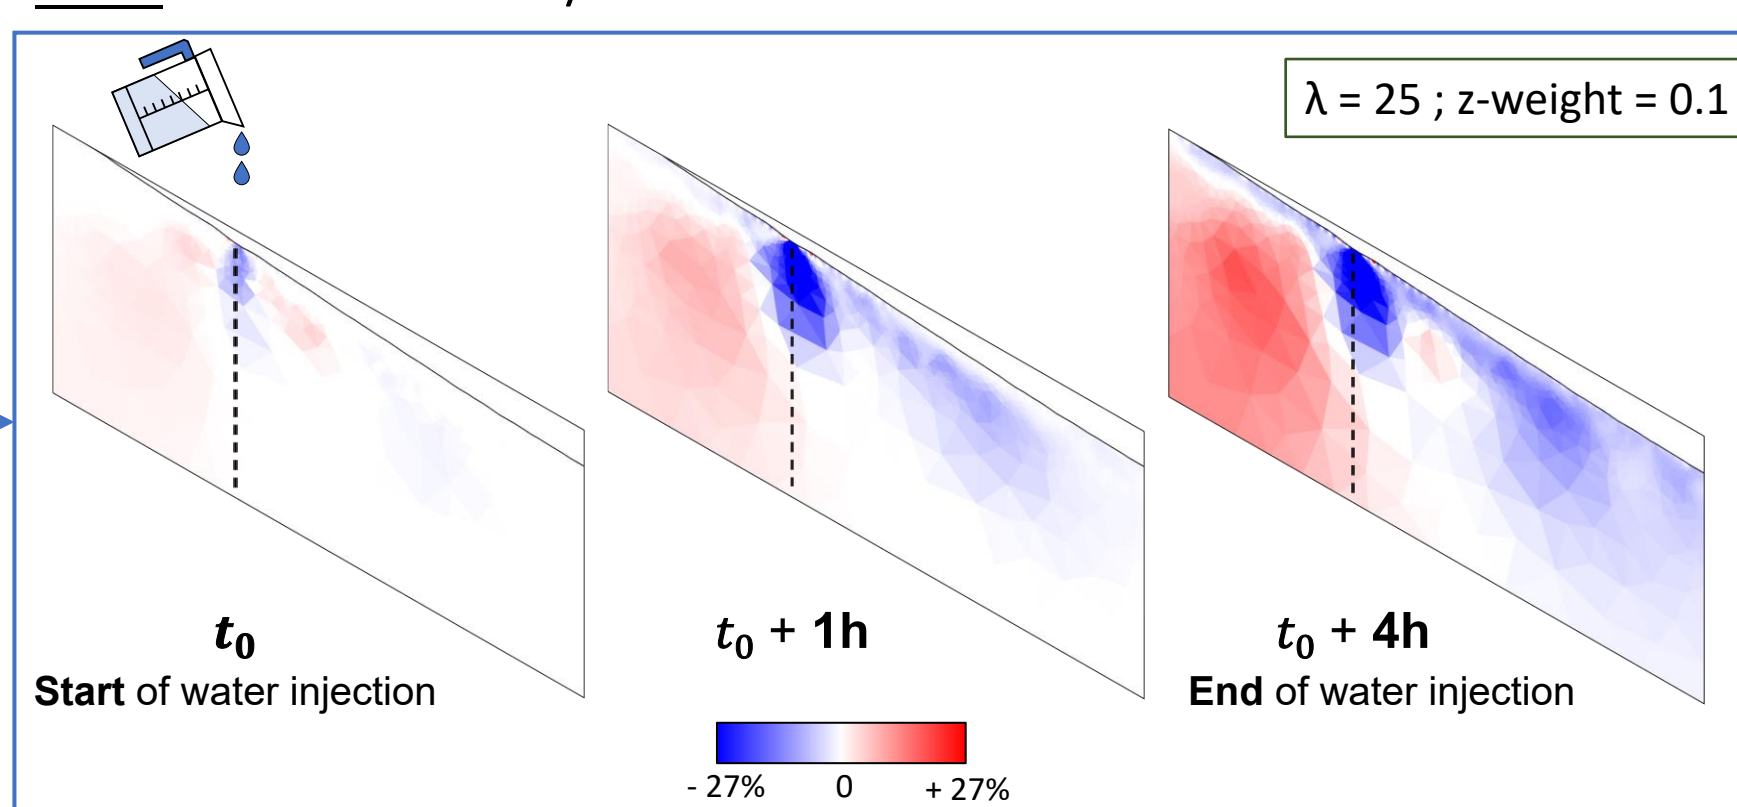 λ = 25 ; z-weight = 0.1
t₀
Start of water injection
t₀ + 1h
t₀ + 4h
End of water injection
- 27%
0
+ 27%